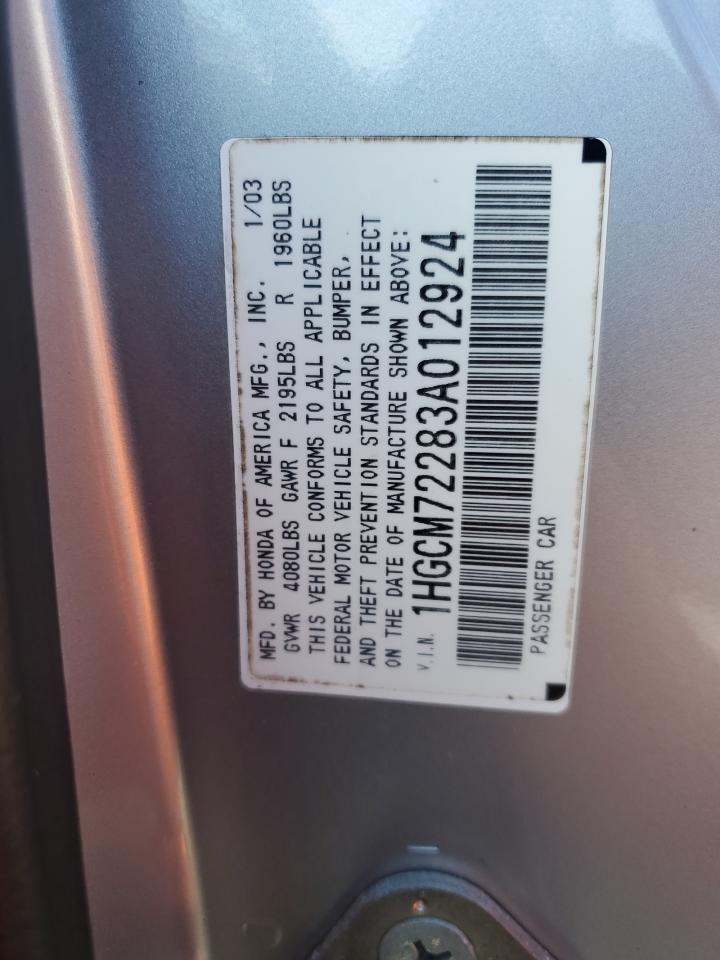 MFD. BY HONDA OF AMERICA MFG., INC. 1/03
GVWR 4080LBS GAWR F 2195LBS R 1960LBS
THIS VEHICLE CONFORMS TO ALL APPLICABLE
FEDERAL MOTOR VEHICLE SAFETY, BUMPER,
AND THEFT PREVENTION STANDARDS IN EFFECT
ON THE DATE OF MANUFACTURE SHOWN ABOVE:
V.I.N. 1HGCM72283A012924
PASSENGER CAR